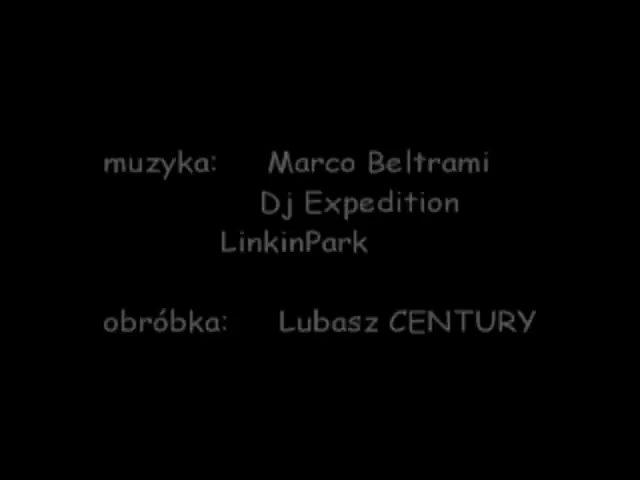 muzyka: Marco Beltrami
Dj Expedition
LinkinPark
obróbka: Lubasz CENTURY